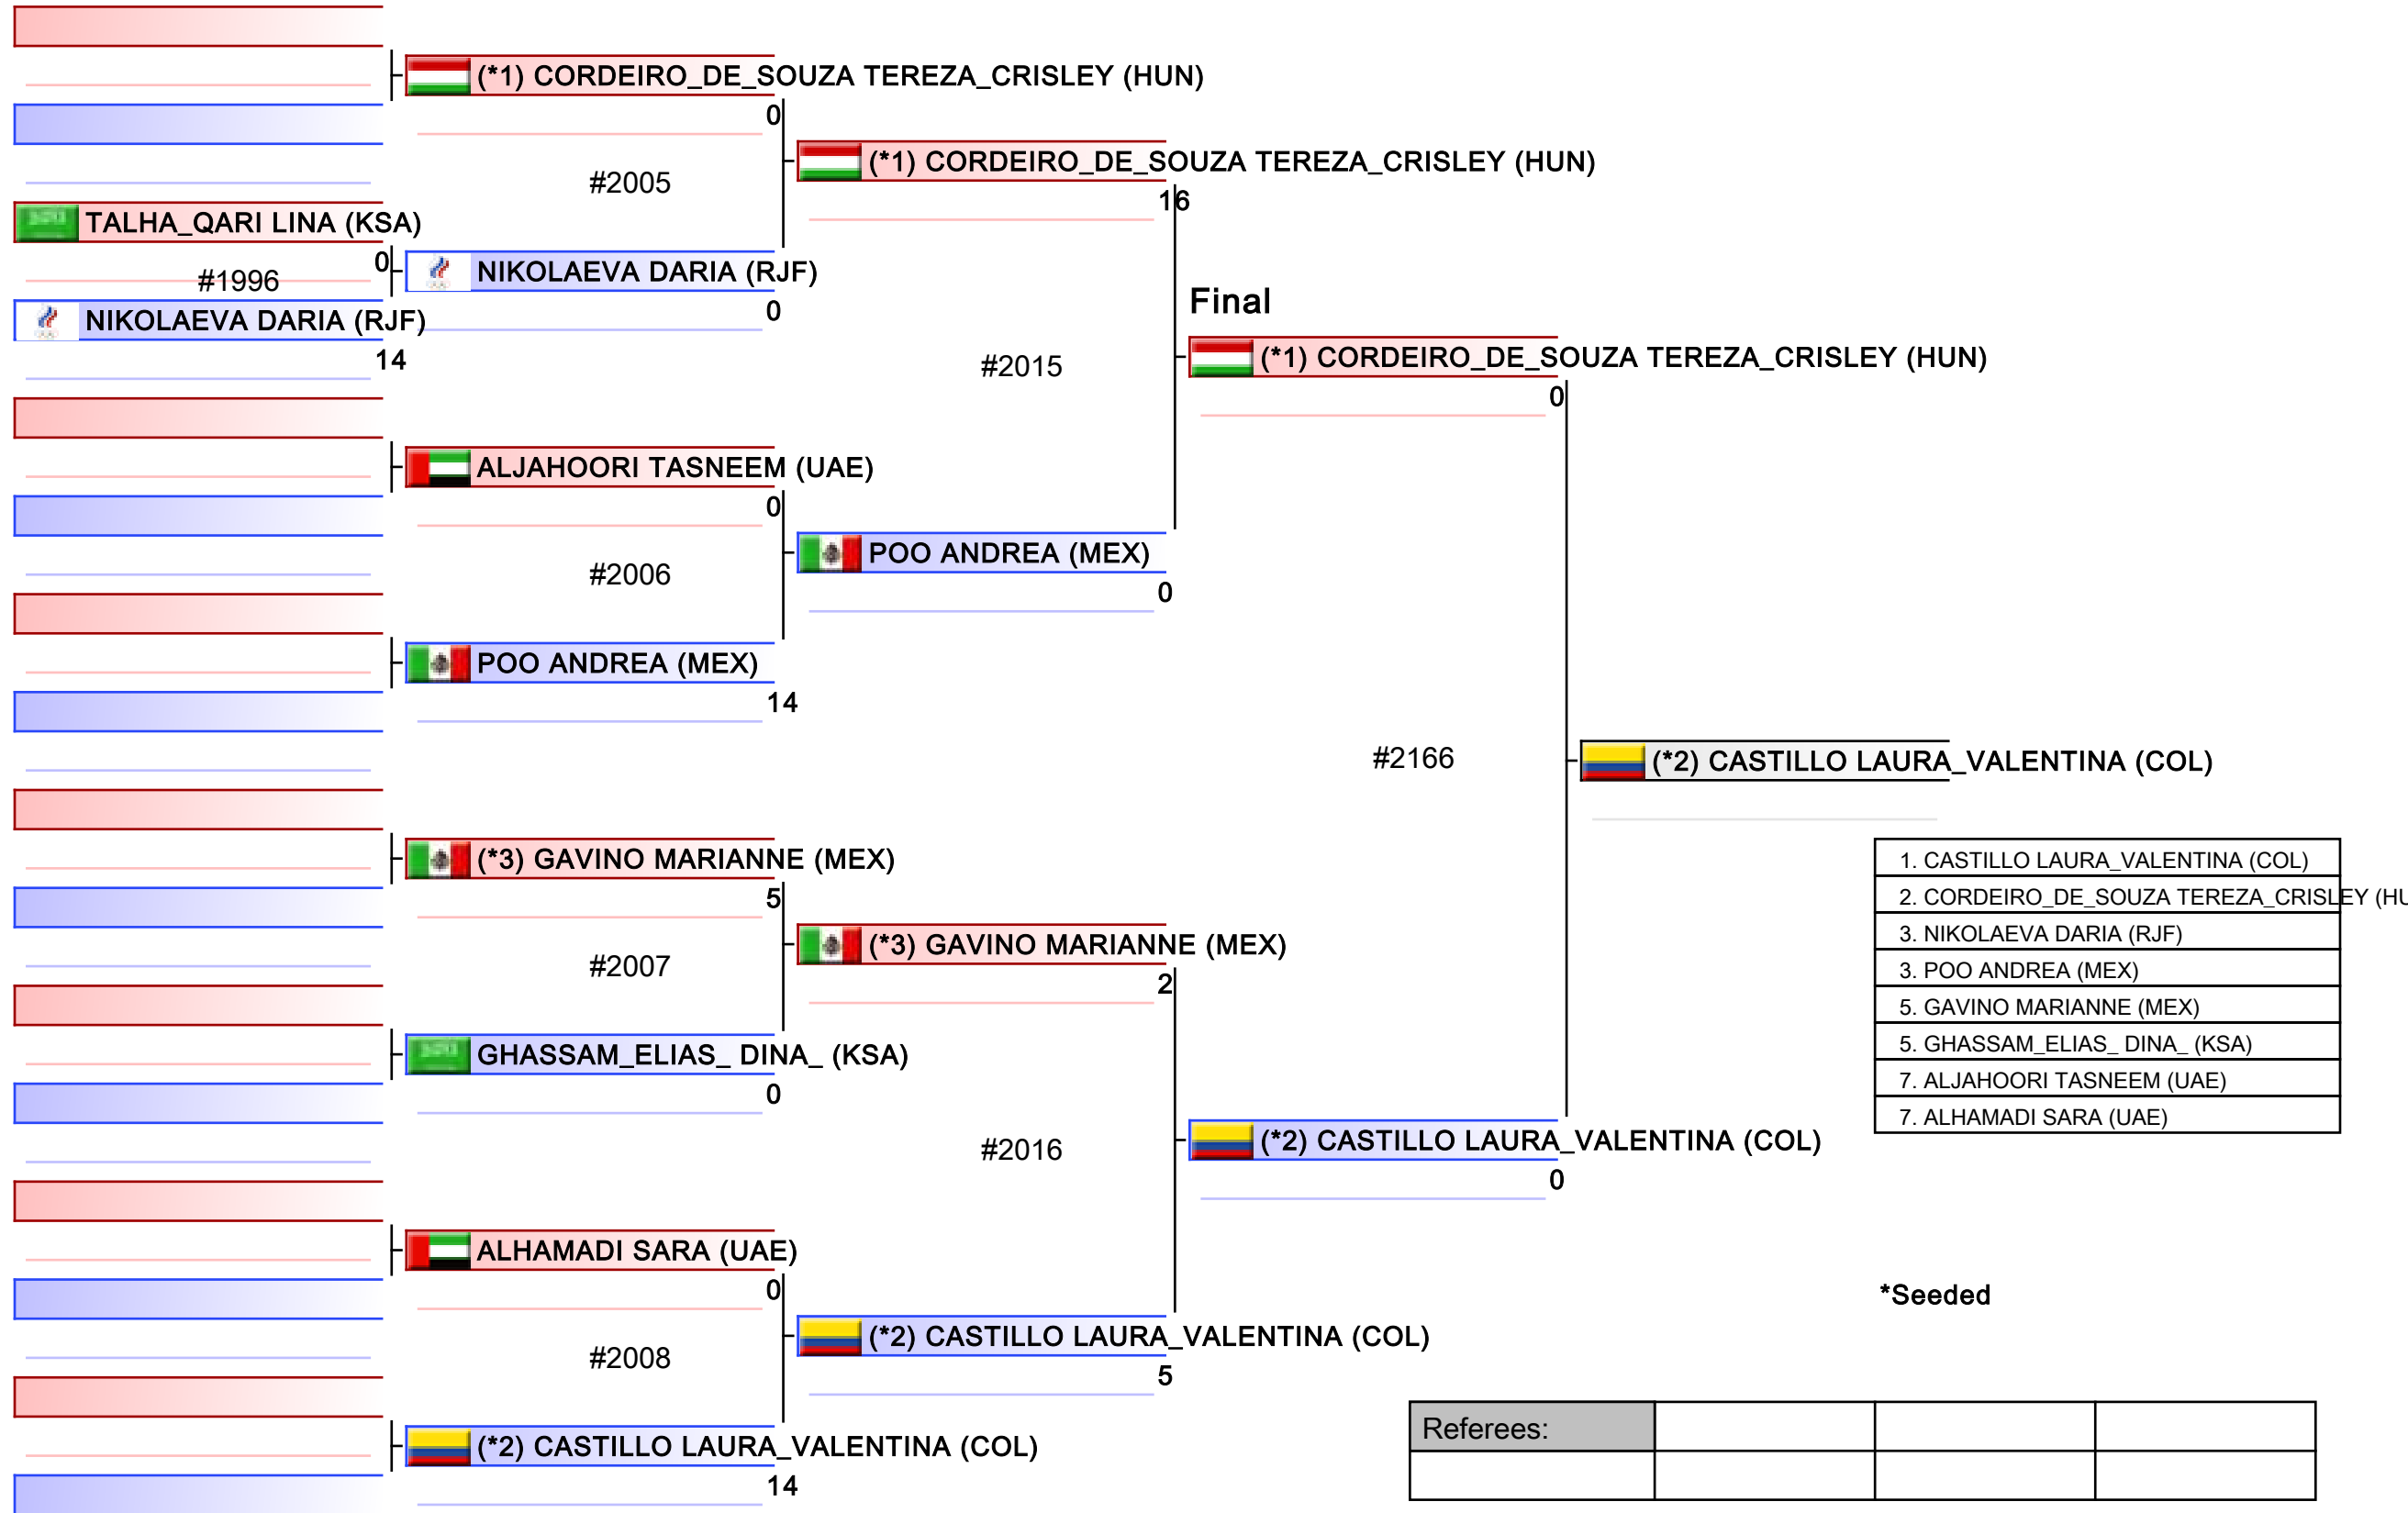 (*1) CORDEIRO_DE_SOUZA TEREZA_CRISLEY (HUN)
0
(*1) CORDEIRO_DE_SOUZA TEREZA_CRISLEY (HUN)
#2005
16
TALHA_QARI LINA (KSA)
0
#1996
NIKOLAEVA DARIA (RJF)
0
NIKOLAEVA DARIA (RJF)
14
Final
#2015
(*1) CORDEIRO_DE_SOUZA TEREZA_CRISLEY (HUN)
0
ALJAHOORI TASNEEM (UAE)
0
#2006
POO ANDREA (MEX)
0
POO ANDREA (MEX)
14
#2166
(*2) CASTILLO LAURA_VALENTINA (COL)
(*3) GAVINO MARIANNE (MEX)
5
#2007
(*3) GAVINO MARIANNE (MEX)
2
GHASSAM_ELIAS_ DINA_ (KSA)
0
1. CASTILLO LAURA_VALENTINA (COL)
2. CORDEIRO_DE_SOUZA TEREZA_CRISLEY (HU
3. NIKOLAEVA DARIA (RJF)
3. POO ANDREA (MEX)
5. GAVINO MARIANNE (MEX)
5. GHASSAM_ELIAS_ DINA_ (KSA)
7. ALJAHOORI TASNEEM (UAE)
7. ALHAMADI SARA (UAE)
#2016
(*2) CASTILLO LAURA_VALENTINA (COL)
0
ALHAMADI SARA (UAE)
0
#2008
(*2) CASTILLO LAURA_VALENTINA (COL)
5
(*2) CASTILLO LAURA_VALENTINA (COL)
14
*Seeded
Referees: